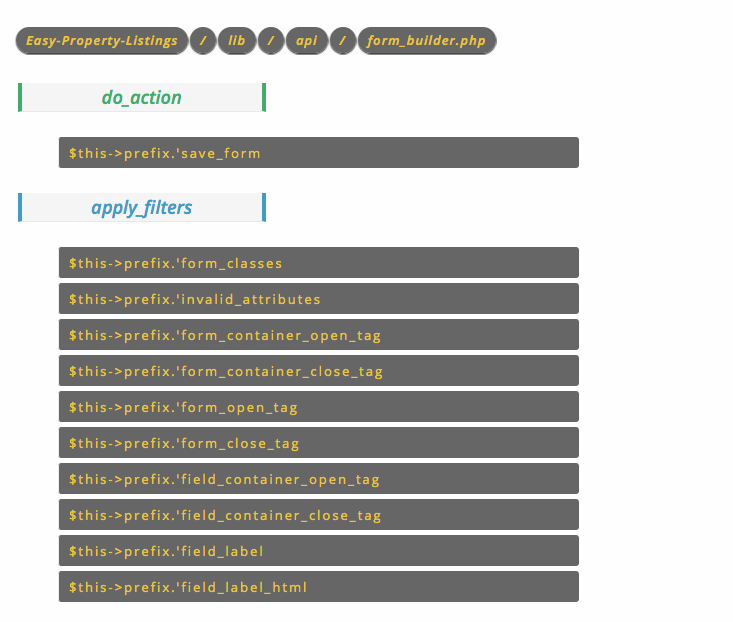 Easy-Property-Listings / lib / api / form_builder.php
do_action
$this->prefix.'save_form
apply_filters
$this->prefix.'form_classes
$this->prefix.'invalid_attributes
$this->prefix.'form_container_open_tag
$this->prefix.'form_container_close_tag
$this->prefix.'form_open_tag
$this->prefix.'form_close_tag
$this->prefix.'field_container_open_tag
$this->prefix.'field_container_close_tag
$this->prefix.'field_label
$this->prefix.'field_label_html